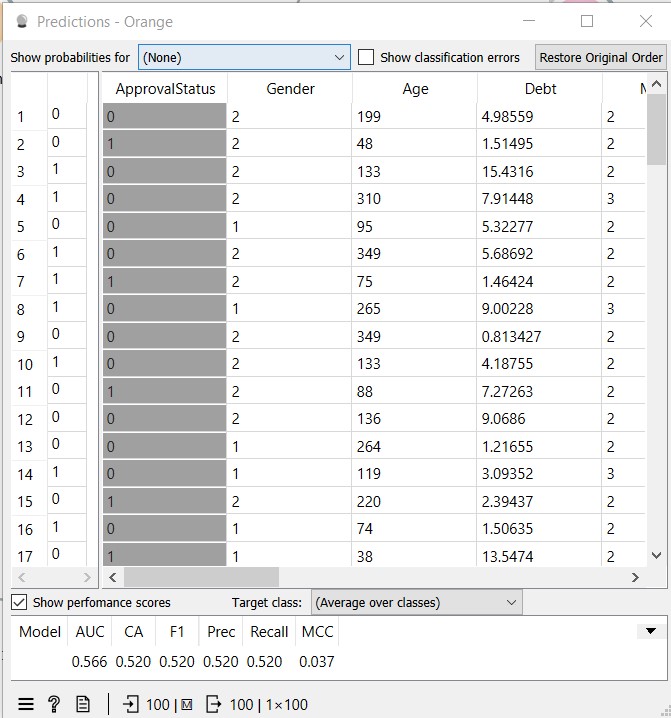 Predictions - Orange
Show probabilities for (None) Show classification errors Restore Original Order
ApprovalStatus Gender Age Debt
1 0 0 2 199 4.98559 2
2 0 1 2 48 1.51495 2
3 1 0 2 133 15.4316 2
4 1 0 2 310 7.91448 3
5 0 0 1 95 5.32277 2
6 1 0 2 349 5.68692 2
7 1 1 2 75 1.46424 2
8 1 0 1 265 9.00228 3
9 0 0 2 349 0.813427 2
10 1 0 2 133 4.18755 2
11 0 1 2 88 7.27263 2
12 0 0 2 136 9.0686 2
13 0 0 1 264 1.21655 2
14 1 0 1 119 3.09352 3
15 0 1 2 220 2.39437 2
16 1 0 1 74 1.50635 2
17 0 1 1 38 13.5474 2
Show perfomance scores Target class: (Average over classes)
Model AUC CA F1 Prec Recall MCC
0.566 0.520 0.520 0.520 0.520 0.037
100 | M 100 | 1×100